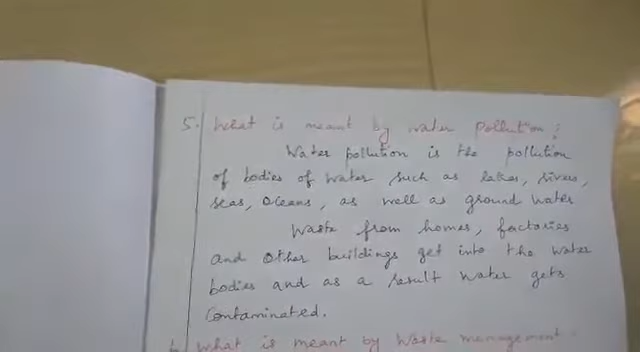 5. What is meant by water pollution?
Water pollution is the pollution
of bodies of water such as lakes, rivers,
seas, oceans, as well as ground water
Waste from homes, factories
and other buildings get into the water
bodies and as a result water gets
contaminated.
6. What is meant by Waste management